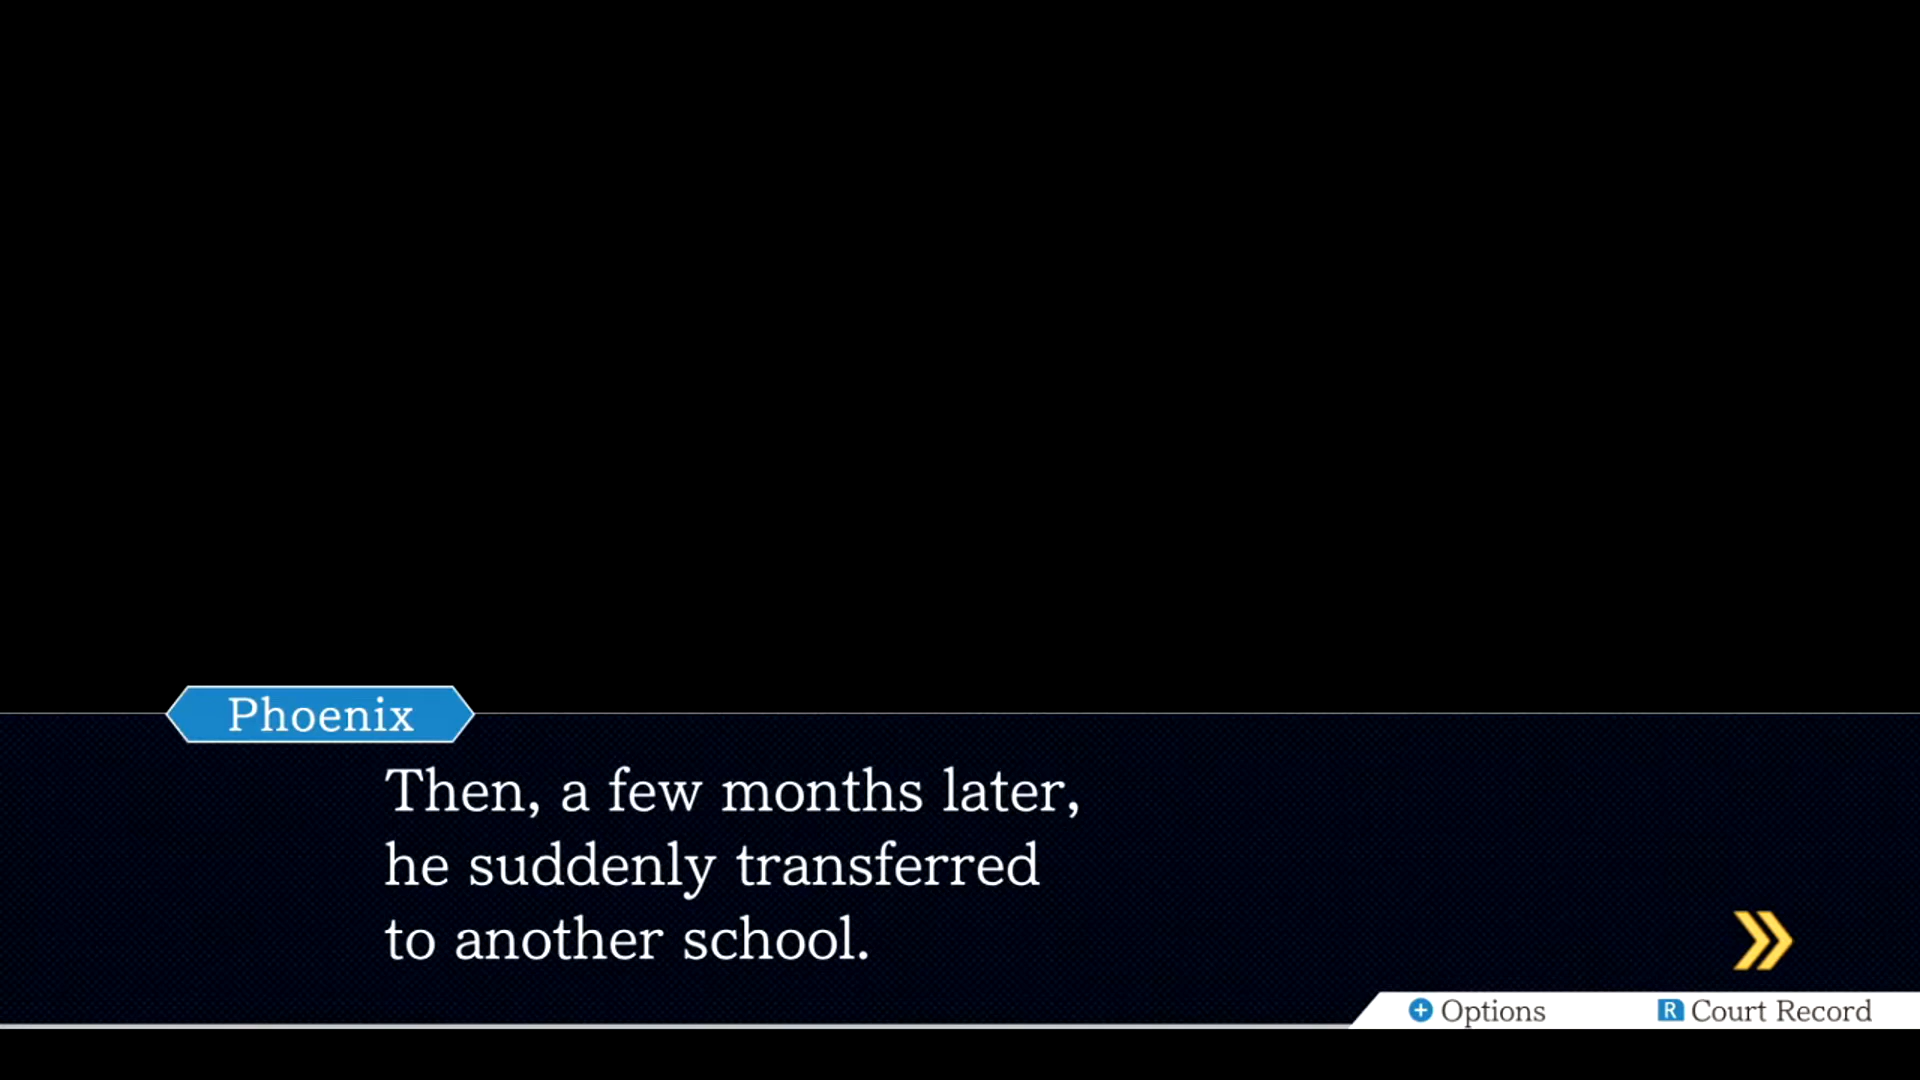 Phoenix
Then, a few months later,
he suddenly transferred
to another school.
+ Options
R Court Record